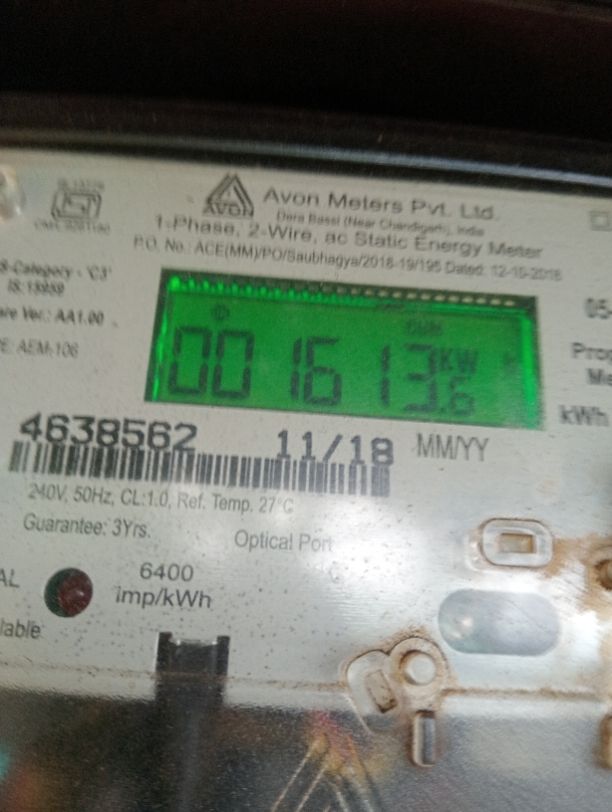 AVON
Avon Meters Pvt. Ltd.
Dera Bassi (Near Chandigarh), India
1-Phase, 2-Wire, ac Static Energy Meter
P.O. No.: ACE(MM)/PO/Saubhagya/2018-19/195 Dated: 12-10-2018
S-Category - 'C3'
IS:15959
are Ver.: AA1.00
E: AEM-106
CUM
001613.6 KW
kWh
4638562 11/18 MM/YY
240V, 50Hz, CL:1.0, Ref. Temp. 27°C
Guarantee: 3Yrs.
Optical Port
6400
imp/kWh